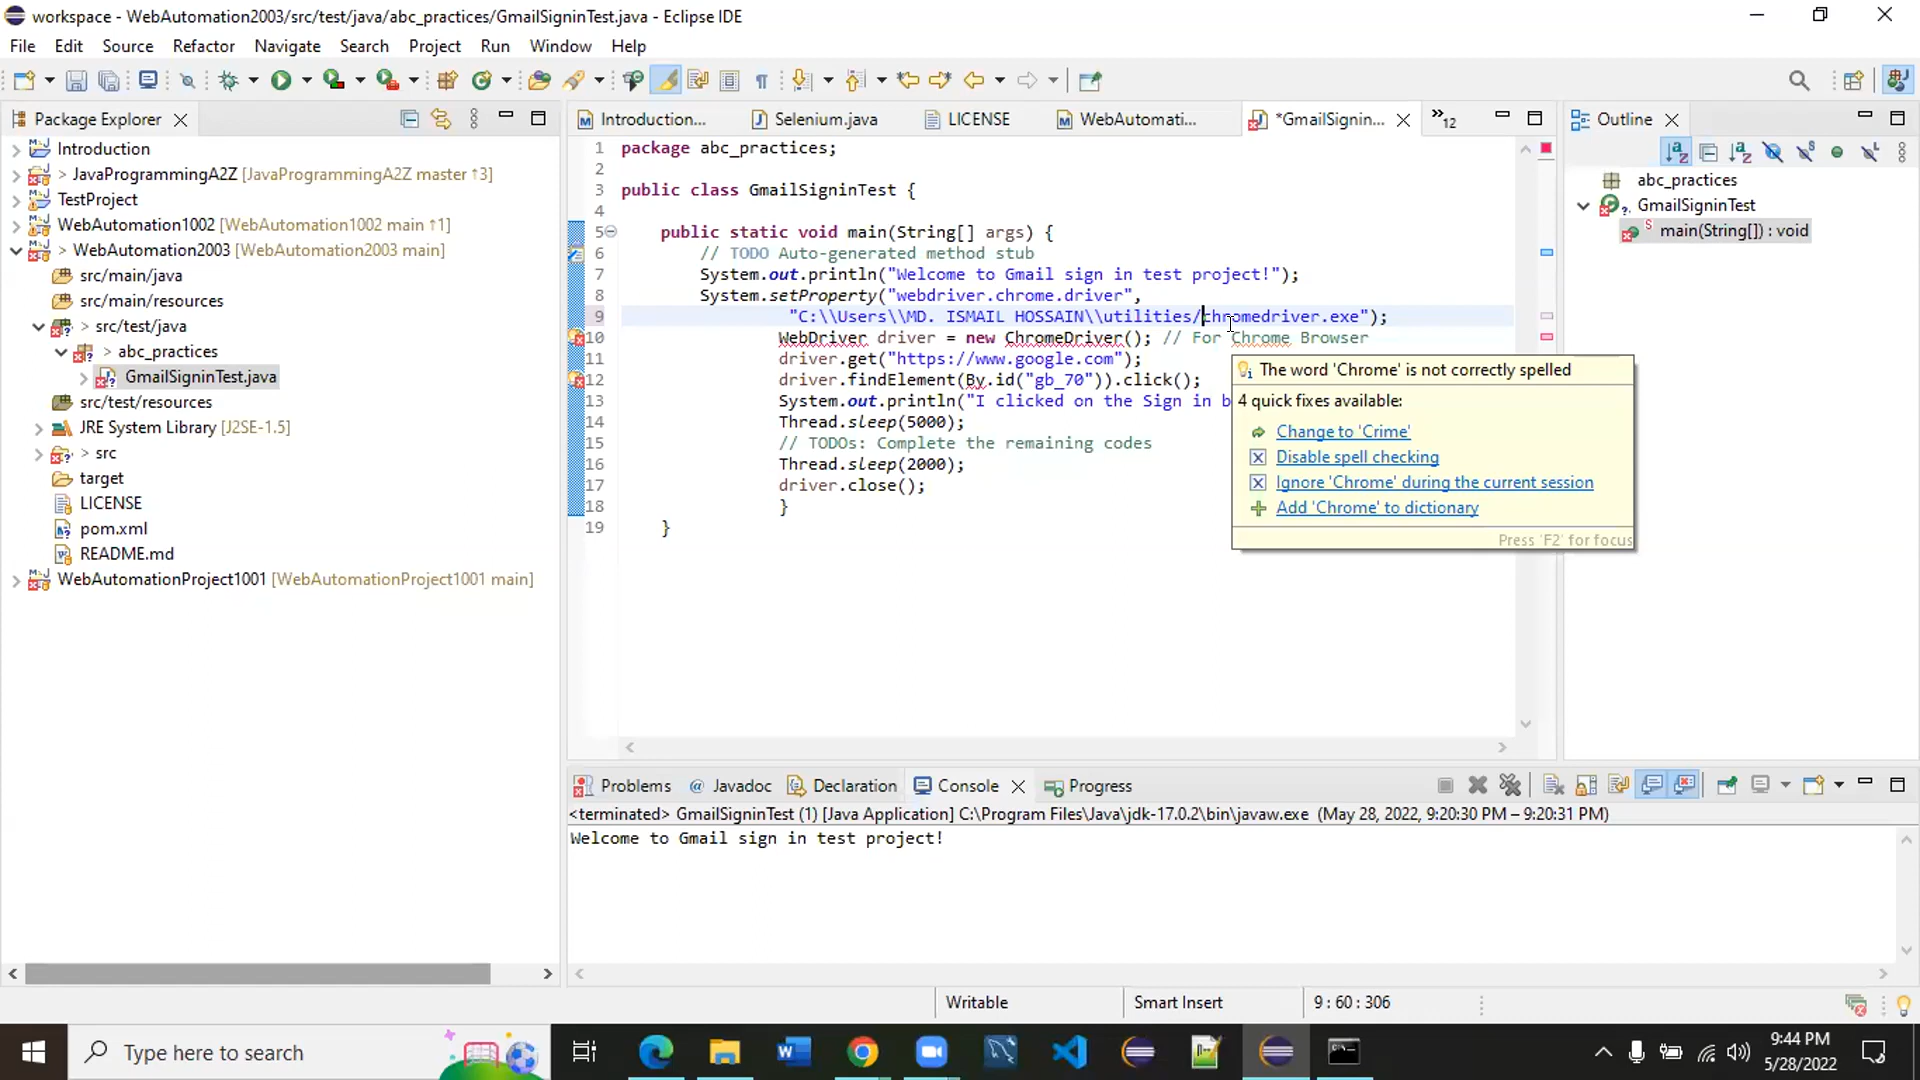 workspace - WebAutomation2003/src/test/java/abc_practices/GmailSigninTest.java - Eclipse IDE
File Edit Source Refactor Navigate Search Project Run Window Help
Package Explorer
Introduction
JavaProgrammingA2Z [JavaProgrammingA2Z master ↑3]
TestProject
WebAutomation1002 [WebAutomation1002 main ↑1]
> WebAutomation2003 [WebAutomation2003 main]
src/main/java
src/main/resources
> src/test/java
> abc_practices
GmailSigninTest.java
src/test/resources
JRE System Library [J2SE-1.5]
> src
target
LICENSE
pom.xml
README.md
WebAutomationProject1001 [WebAutomationProject1001 main]
Introduction... Selenium.java LICENSE WebAutomati... *GmailSignin... »12
1 package abc_practices;
2
3 public class GmailSigninTest {
4
5 public static void main(String[] args) {
6 // TODO Auto-generated method stub
7 System.out.println("Welcome to Gmail sign in test project!");
8 System.setProperty("webdriver.chrome.driver",
9 "C:\\Users\\MD. ISMAIL HOSSAIN\\utilities/chromedriver.exe");
10 WebDriver driver = new ChromeDriver(); // For Chrome Browser
11 driver.get("https://www.google.com");
12 driver.findElement(By.id("gb_70")).click();
13 System.out.println("I clicked on the Sign in b
14 Thread.sleep(5000);
15 // TODOs: Complete the remaining codes
16 Thread.sleep(2000);
17 driver.close();
18 }
19 }
The word 'Chrome' is not correctly spelled
4 quick fixes available:
Change to 'Crime'
Disable spell checking
Ignore 'Chrome' during the current session
Add 'Chrome' to dictionary
Press 'F2' for focus
Outline
abc_practices
GmailSigninTest
main(String[]) : void
Problems @ Javadoc Declaration Console Progress
<terminated> GmailSigninTest (1) [Java Application] C:\Program Files\Java\jdk-17.0.2\bin\javaw.exe (May 28, 2022, 9:20:30 PM – 9:20:31 PM)
Welcome to Gmail sign in test project!
Writable Smart Insert 9 : 60 : 306
Type here to search
9:44 PM
5/28/2022